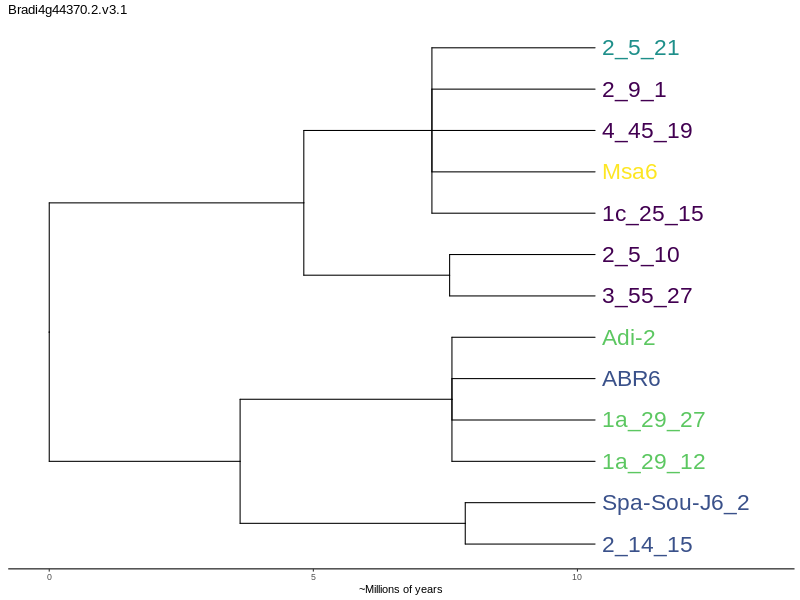 Bradi4g44370.2.v3.1
2_5_21
2_9_1
4_45_19
Msa6
1c_25_15
2_5_10
3_55_27
Adi-2
ABR6
1a_29_27
1a_29_12
Spa-Sou-J6_2
2_14_15
0 5 10
~Millions of years